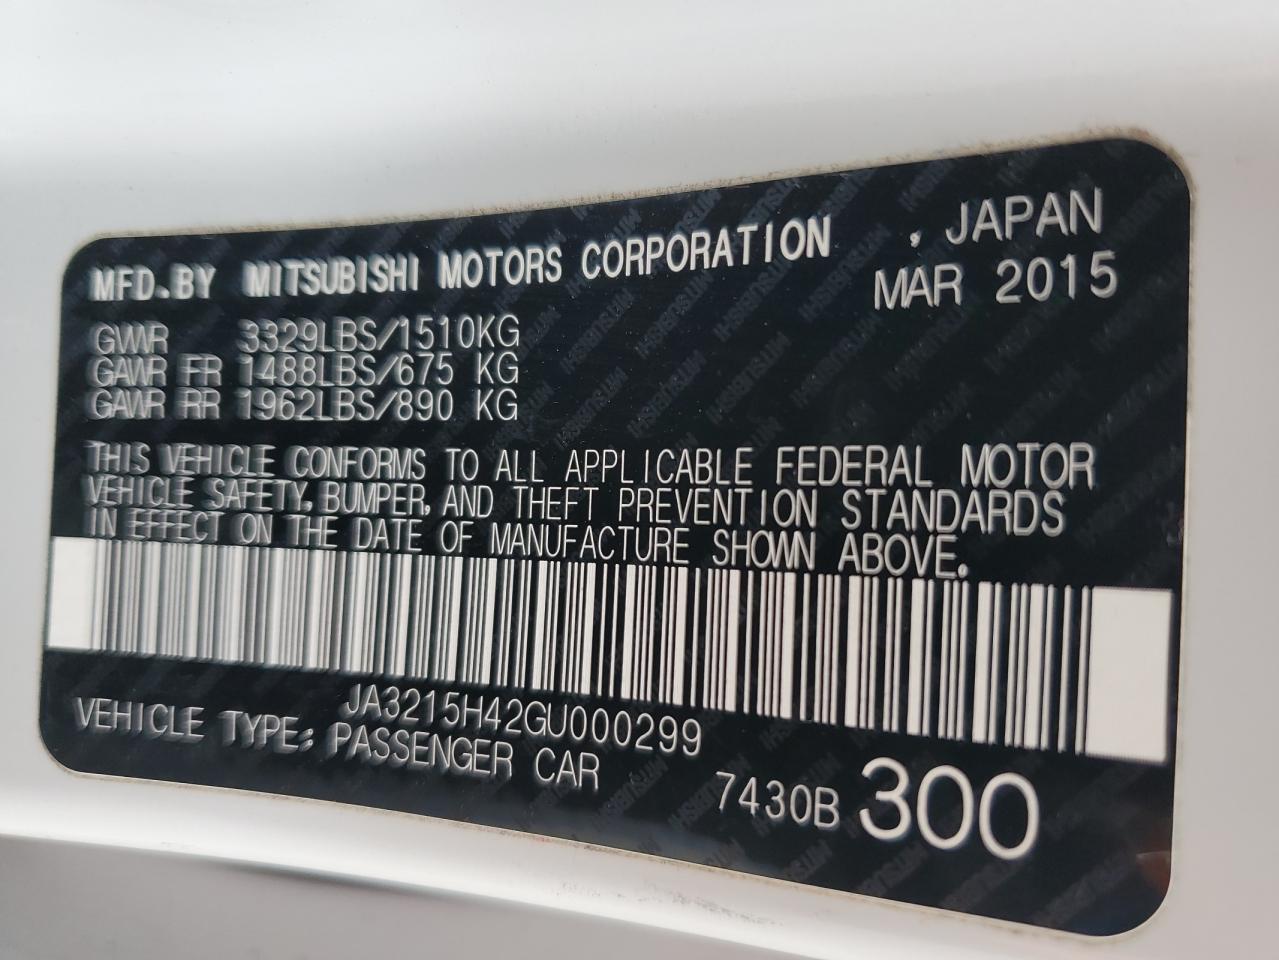 MFD.BY MITSUBISHI MOTORS CORPORATION , JAPAN
MAR 2015
GVWR 3329LBS/1510KG
GAWR FR 1488LBS/675 KG
GAWR RR 1962LBS/890 KG
THIS VEHICLE CONFORMS TO ALL APPLICABLE FEDERAL MOTOR
VEHICLE SAFETY, BUMPER, AND THEFT PREVENTION STANDARDS
IN EFFECT ON THE DATE OF MANUFACTURE SHOWN ABOVE.
JA3215H42GU000299
VEHICLE TYPE: PASSENGER CAR
7430B 300